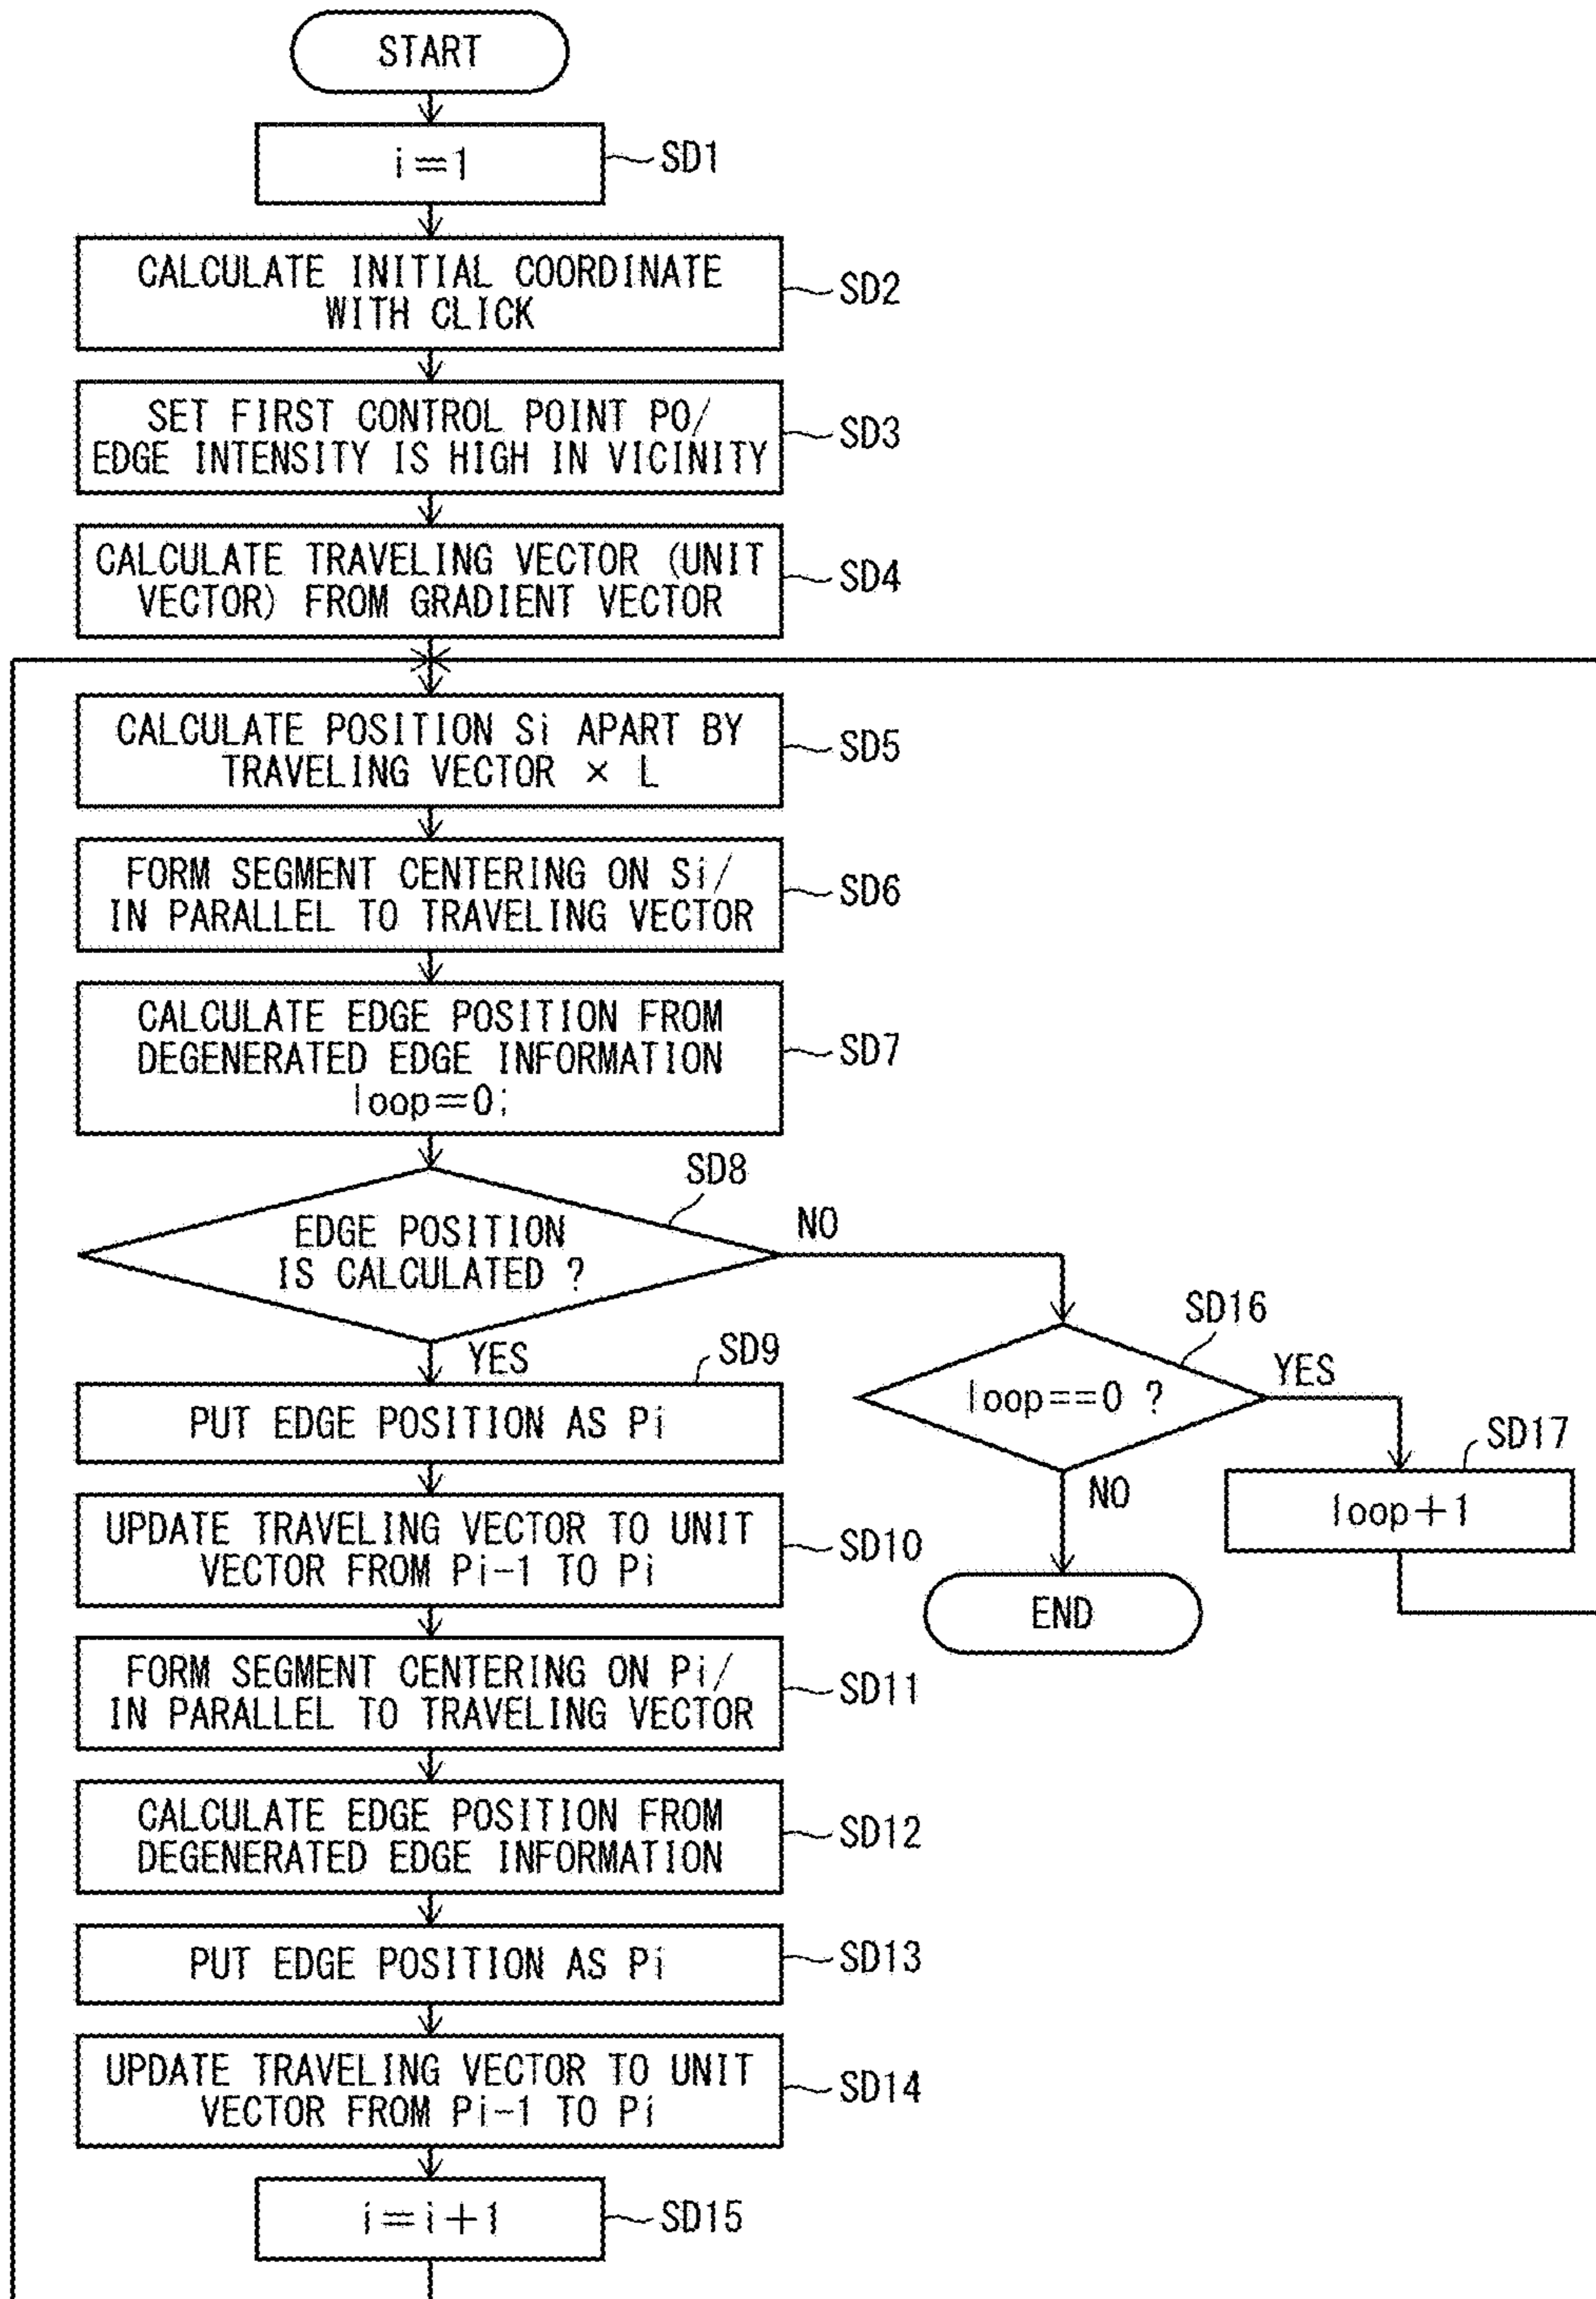 START
i=1
SD1
CALCULATE INITIAL COORDINATE
WITH CLICK
SD2
SET FIRST CONTROL POINT P0/
EDGE INTENSITY IS HIGH IN VICINITY
SD3
CALCULATE TRAVELING VECTOR (UNIT
VECTOR) FROM GRADIENT VECTOR
SD4
CALCULATE POSITION Si APART BY
TRAVELING VECTOR × L
SD5
FORM SEGMENT CENTERING ON Si/
IN PARALLEL TO TRAVELING VECTOR
SD6
CALCULATE EDGE POSITION FROM
DEGENERATED EDGE INFORMATION
loop=0;
SD7
SD8
EDGE POSITION
IS CALCULATED ?
NO
YES
SD16
loop==0 ?
YES
NO
SD17
loop+1
END
SD9
PUT EDGE POSITION AS Pi
UPDATE TRAVELING VECTOR TO UNIT
VECTOR FROM Pi-1 TO Pi
SD10
FORM SEGMENT CENTERING ON Pi/
IN PARALLEL TO TRAVELING VECTOR
SD11
CALCULATE EDGE POSITION FROM
DEGENERATED EDGE INFORMATION
SD12
PUT EDGE POSITION AS Pi
SD13
UPDATE TRAVELING VECTOR TO UNIT
VECTOR FROM Pi-1 TO Pi
SD14
i=i+1
SD15